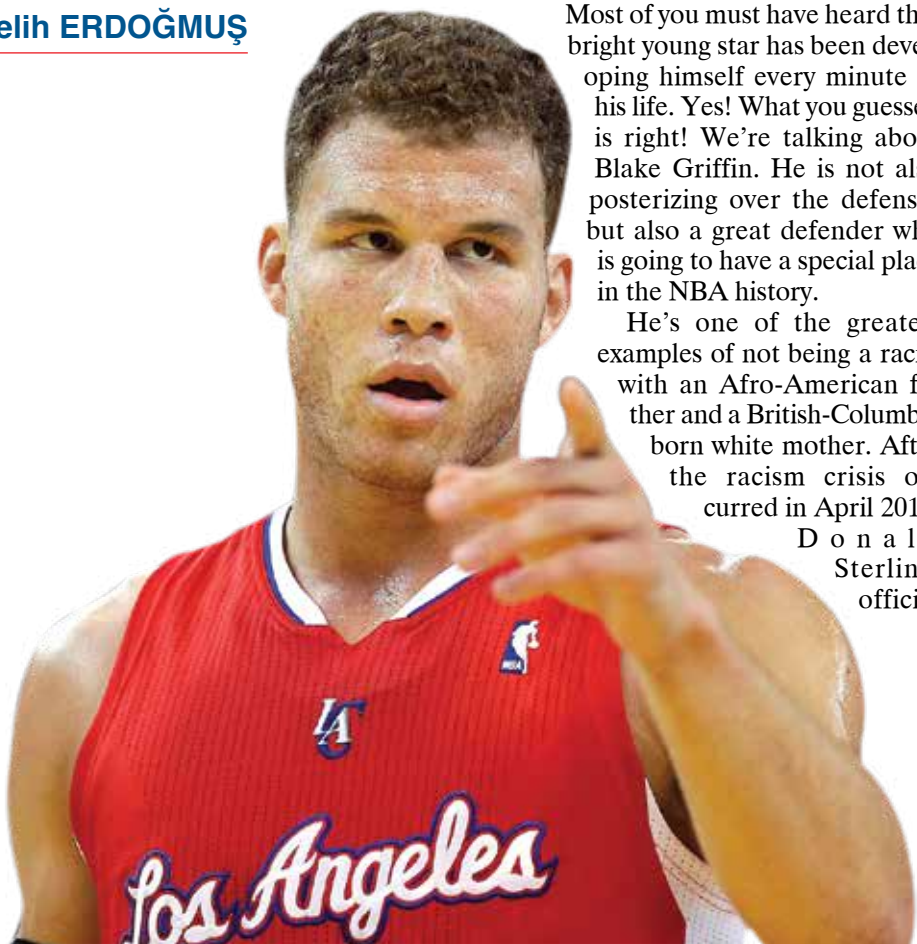 elih ERDOĞMUŞ
Most of you must have heard th
bright young star has been deve
oping himself every minute
his life. Yes! What you guesse
is right! We're talking abo
Blake Griffin. He is not al
posterizing over the defens
but also a great defender wh
is going to have a special pla
in the NBA history.
He's one of the greate
examples of not being a raci
with an Afro-American f
ther and a British-Columb
born white mother. Aft
the racism crisis o
curred in April 201
Donal
Sterlin
offici
NBA
LAC
Los Angeles